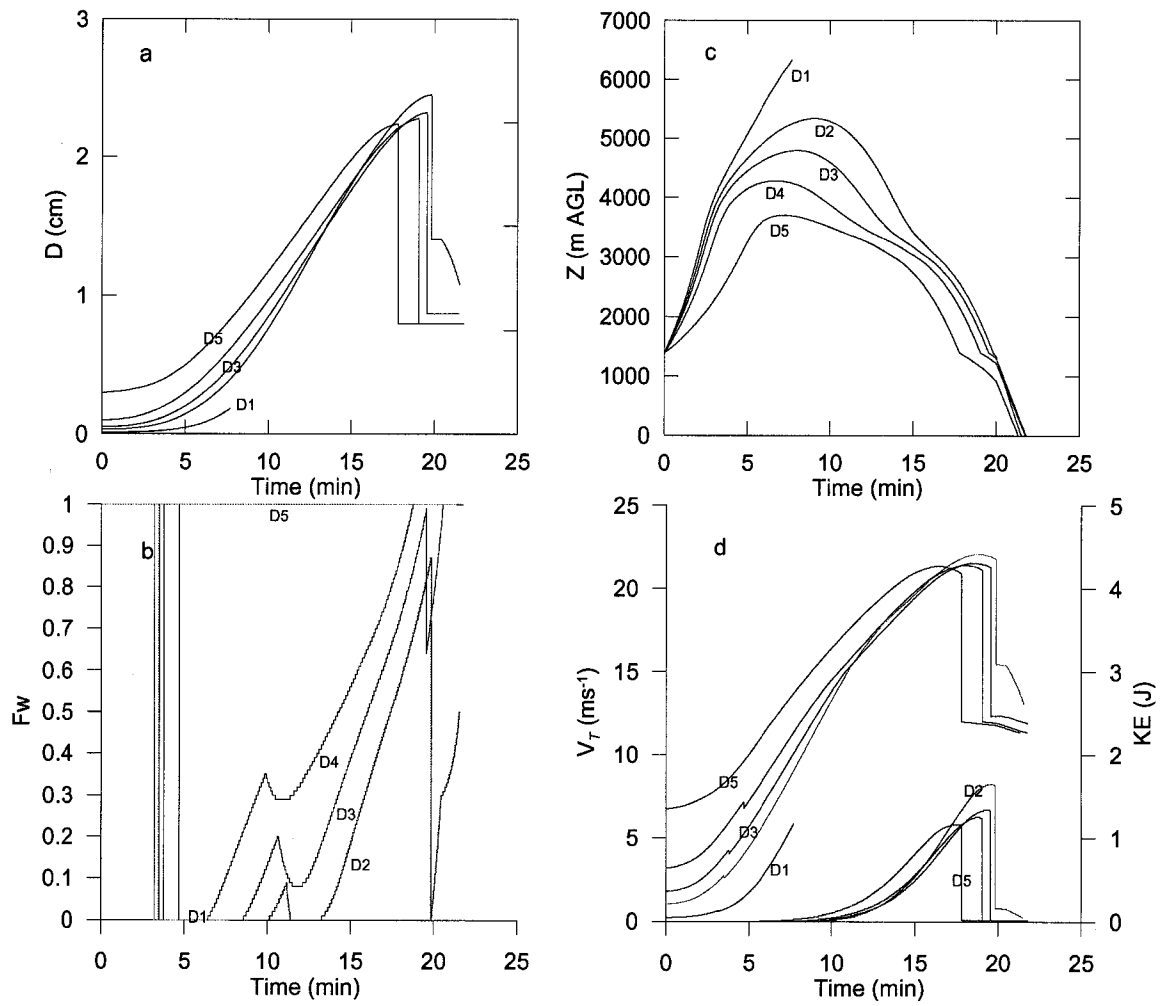 a
3
2
1
0
D (cm)
D5
D3
D1
0 5 10 15 20 25
Time (min)
c
7000
6000
5000
4000
3000
2000
1000
0
Z (m AGL)
D1
D2
D3
D4
D5
0 5 10 15 20 25
Time (min)
b
1
0.9
0.8
0.7
0.6
0.5
0.4
0.3
0.2
0.1
0
Fw
D5
D4
D3
D2
D1
0 5 10 15 20 25
Time (min)
d
25
20
15
10
5
0
V_T (ms⁻¹)
5
4
3
2
1
0
KE (J)
D5
D3
D1
D2
D5
0 5 10 15 20 25
Time (min)